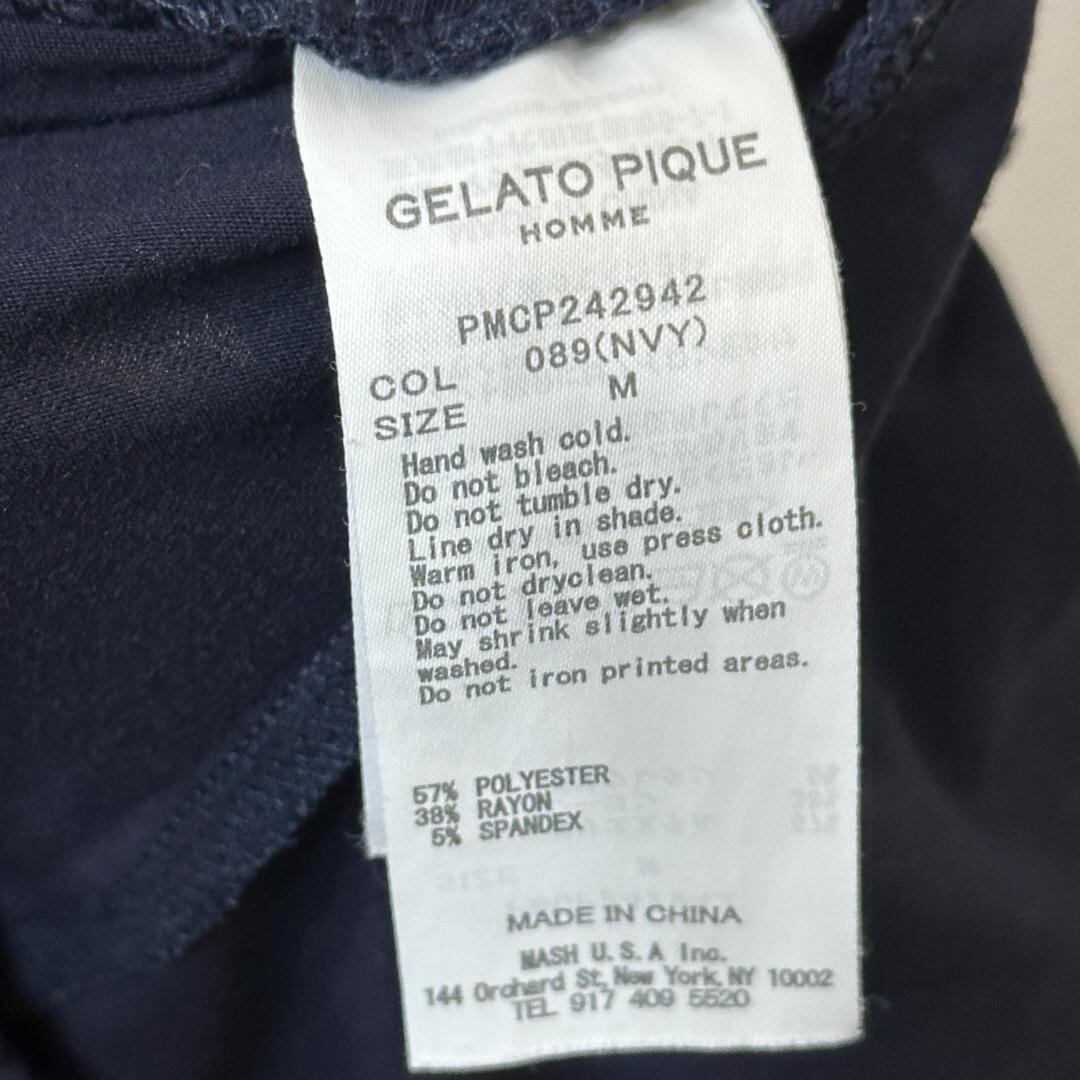 GELATO PIQUE
HOMME
PMCP242942
COL 089(NVY)
SIZE M
Hand wash cold.
Do not bleach.
Do not tumble dry.
Line dry in shade.
Warm iron, use press cloth.
Do not dryclean.
Do not leave wet.
May shrink slightly when
washed.
Do not iron printed areas.
57% POLYESTER
38% RAYON
5% SPANDEX
MADE IN CHINA
MASH U.S.A Inc.
144 Orchard St, New York, NY 10002
TEL 917 409 5520